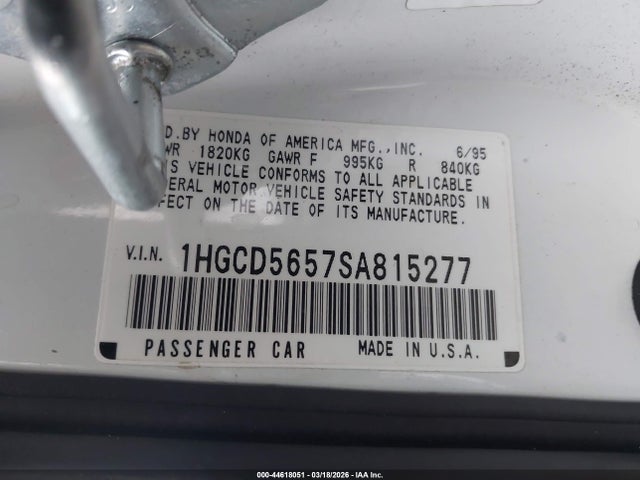 D.BY HONDA OF AMERICA MFG.,INC. 6/95
WR 1820KG GAWR F 995KG R 840KG
S VEHICLE CONFORMS TO ALL APPLICABLE
ERAL MOTOR VEHICLE SAFETY STANDARDS IN
FFECT ON THE DATE OF ITS MANUFACTURE.
V.I.N. 1HGCD5657SA815277
PASSENGER CAR MADE IN U.S.A.
000-44618051 - 03/18/2026 - IAA Inc.